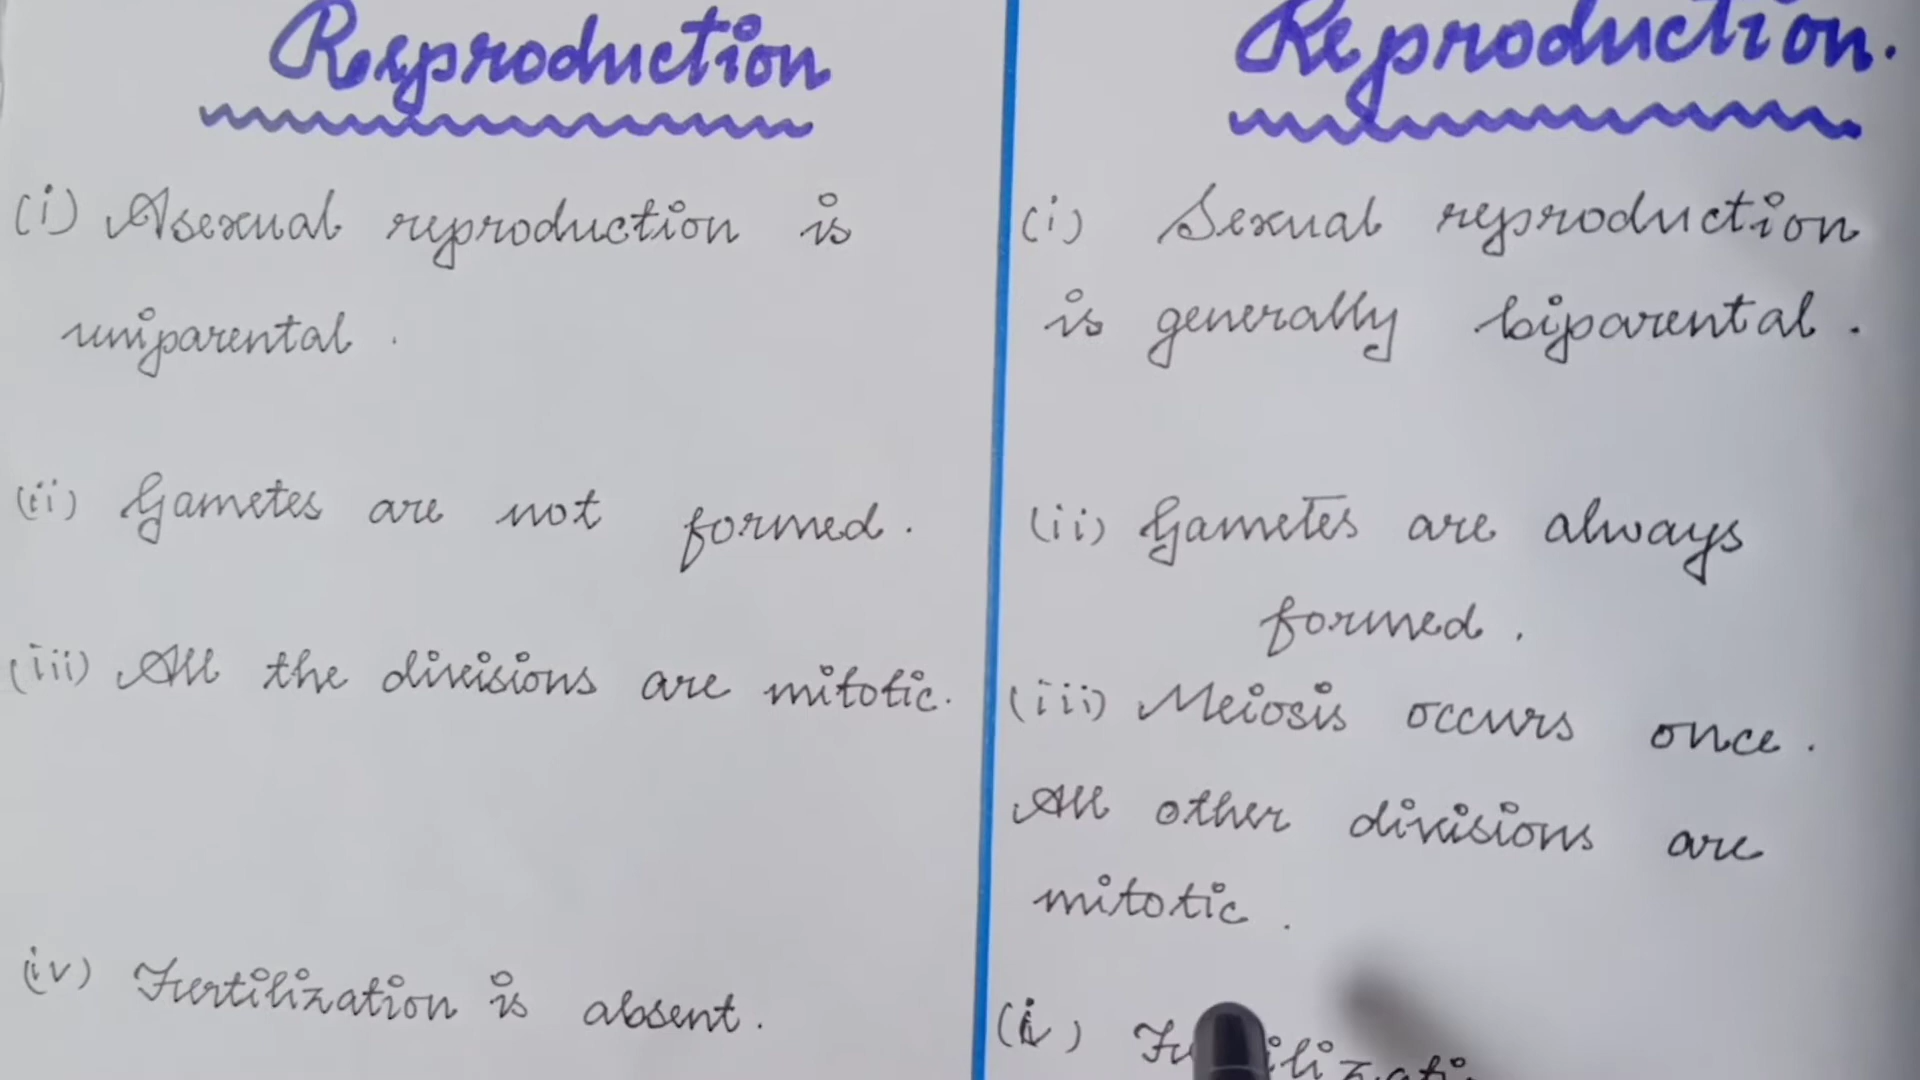 Reproduction
(i) Asexual reproduction is
uniparental.
(ii) Gametes are not formed.
(iii) All the divisions are mitotic.
(iv) Fertilization is absent.
Reproduction.
(i) Sexual reproduction
is generally biparental.
(ii) Gametes are always
formed.
(iii) Meiosis occurs once.
All other divisions are
mitotic.